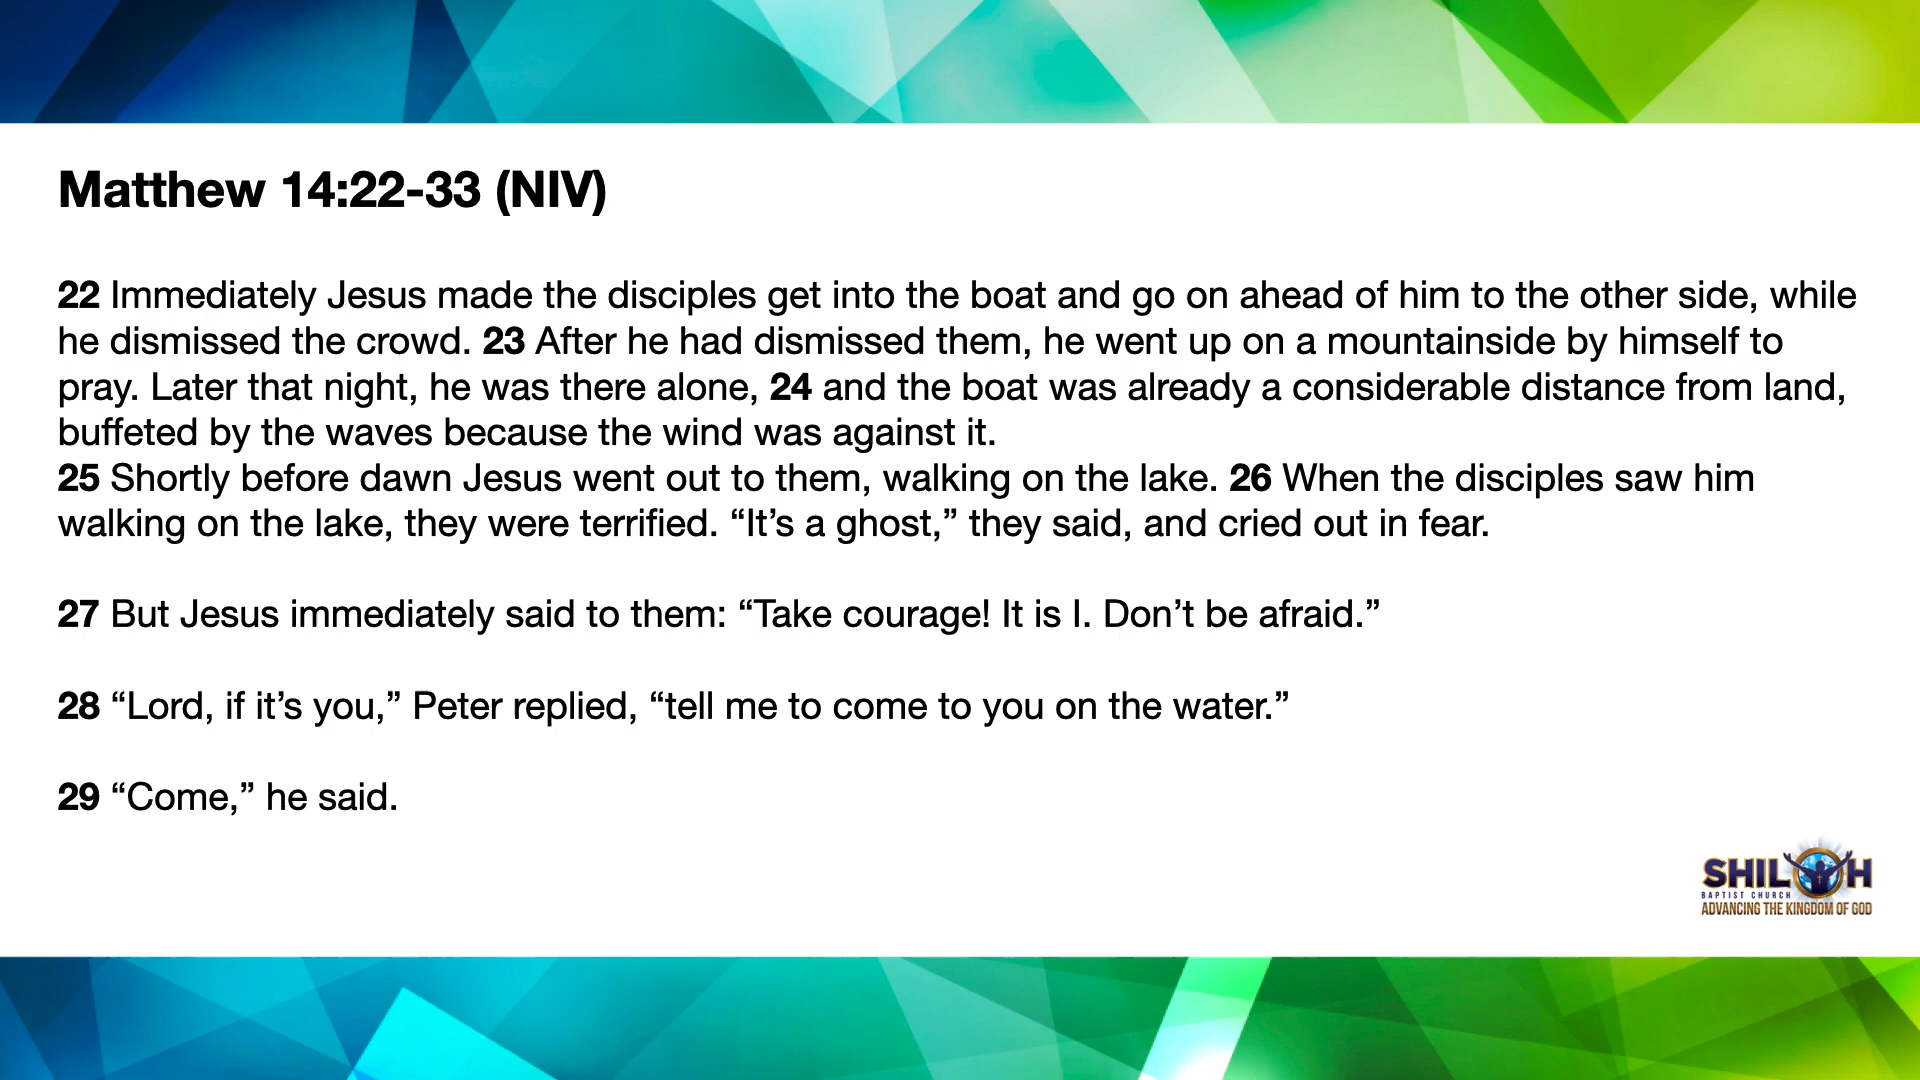 Matthew 14:22-33 (NIV)
22 Immediately Jesus made the disciples get into the boat and go on ahead of him to the other side, while
he dismissed the crowd. 23 After he had dismissed them, he went up on a mountainside by himself to
pray. Later that night, he was there alone, 24 and the boat was already a considerable distance from land,
buffeted by the waves because the wind was against it.
25 Shortly before dawn Jesus went out to them, walking on the lake. 26 When the disciples saw him
walking on the lake, they were terrified. “It’s a ghost,” they said, and cried out in fear.
27 But Jesus immediately said to them: “Take courage! It is I. Don’t be afraid.”
28 “Lord, if it’s you,” Peter replied, “tell me to come to you on the water.”
29 “Come,” he said.
SHILOH
BAPTIST CHURCH
ADVANCING THE KINGDOM OF GOD